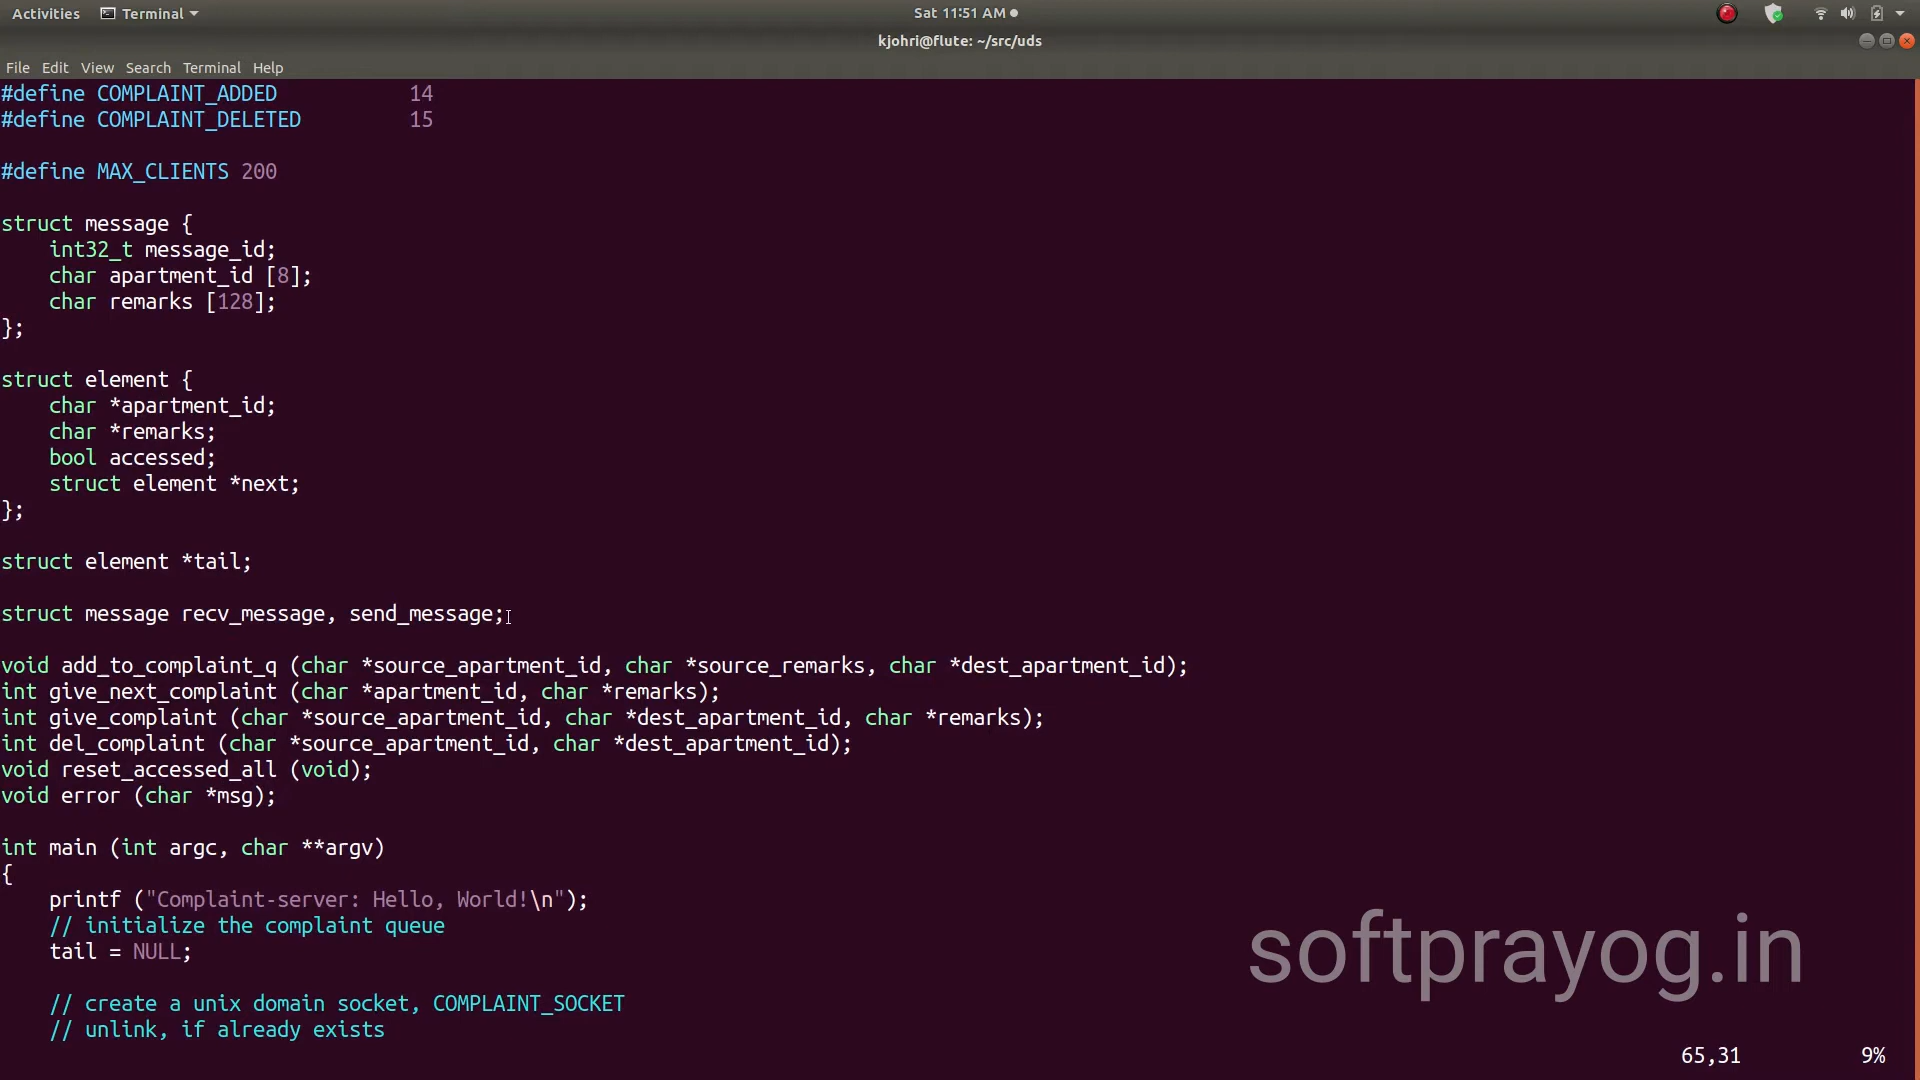 Activities Terminal Sat 11:51 AM
kjohri@flute: ~/src/uds
File Edit View Search Terminal Help
#define COMPLAINT_ADDED 14
#define COMPLAINT_DELETED 15
#define MAX_CLIENTS 200
struct message {
int32_t message_id;
char apartment_id [8];
char remarks [128];
};
struct element {
char *apartment_id;
char *remarks;
bool accessed;
struct element *next;
};
struct element *tail;
struct message recv_message, send_message;
void add_to_complaint_q (char *source_apartment_id, char *source_remarks, char *dest_apartment_id);
int give_next_complaint (char *apartment_id, char *remarks);
int give_complaint (char *source_apartment_id, char *dest_apartment_id, char *remarks);
int del_complaint (char *source_apartment_id, char *dest_apartment_id);
void reset_accessed_all (void);
void error (char *msg);
int main (int argc, char **argv)
{
printf ("Complaint-server: Hello, World!\n");
// initialize the complaint queue
tail = NULL;
// create a unix domain socket, COMPLAINT_SOCKET
// unlink, if already exists
softprayog.in
65,31 9%